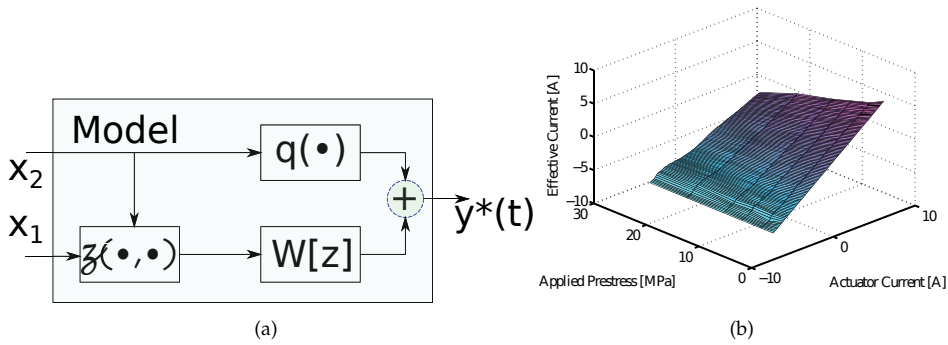 Model
x₂
q(•)
+
y*(t)
x₁
z(•,•)
W[z]
(a)
Effective Current [A]
10
5
0
−5
−10
30
20
10
0
Applied Prestress [MPa]
−10
0
10
Actuator Current [A]
(b)